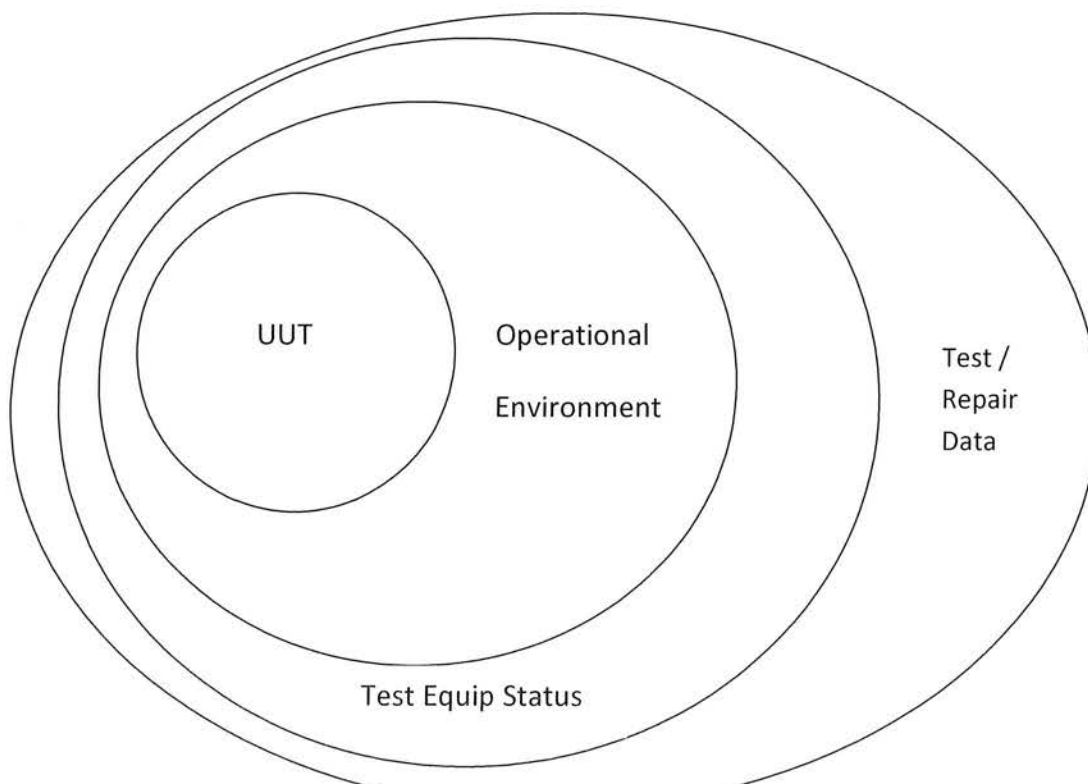 UUT
Operational
Environment
Test /
Repair
Data
Test Equip Status